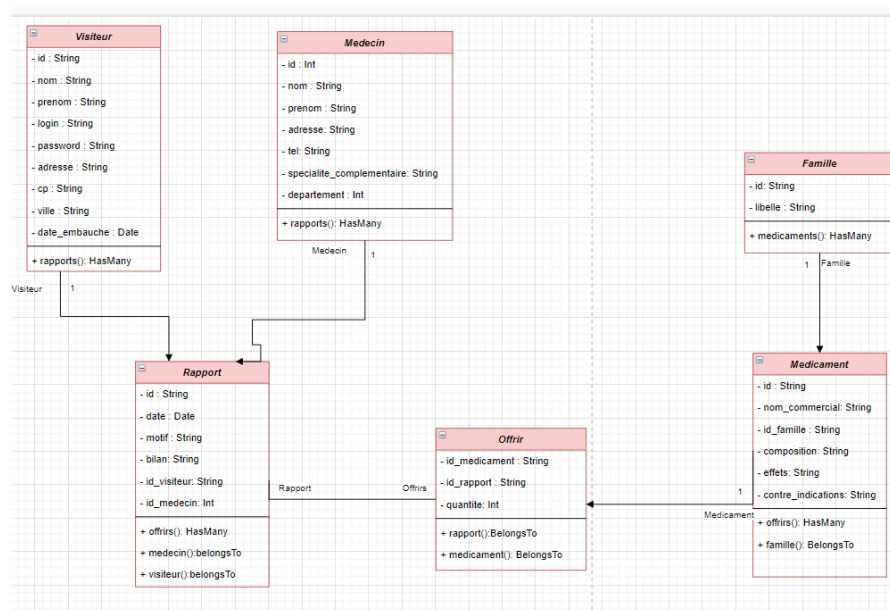 Visiteur
- id : String
- nom : String
- prenom : String
- login : String
- password : String
- adresse : String
- cp : String
- ville : String
- date_embauche : Date
+ rapports(): HasMany
Visiteur
1
Medecin
- id : Int
- nom : String
- prenom : String
- adresse: String
- tel: String
- specialite_complementaire: String
- departement : Int
+ rapports(): HasMany
Medecin
1
Famille
- id: String
- libelle : String
+ medicaments(): HasMany
1
Famille
Rapport
- id : String
- date : Date
- motif : String
- bilan: String
- id_visiteur: String
- id_medecin: Int
+ offrirs(): HasMany
+ medecin():belongsTo
+ visiteur():belongsTo
Rapport
Offrirs
Offrir
- id_medicament : String
- id_rapport : String
- quantite: Int
+ rapport():BelongsTo
+ medicament(): BelongsTo
1
Medicament
Medicament
- id : String
- nom_commercial: String
- id_famille : String
- composition: String
- effets: String
- contre_indications: String
+ offrirs(): HasMany
+ famille(): BelongsTo